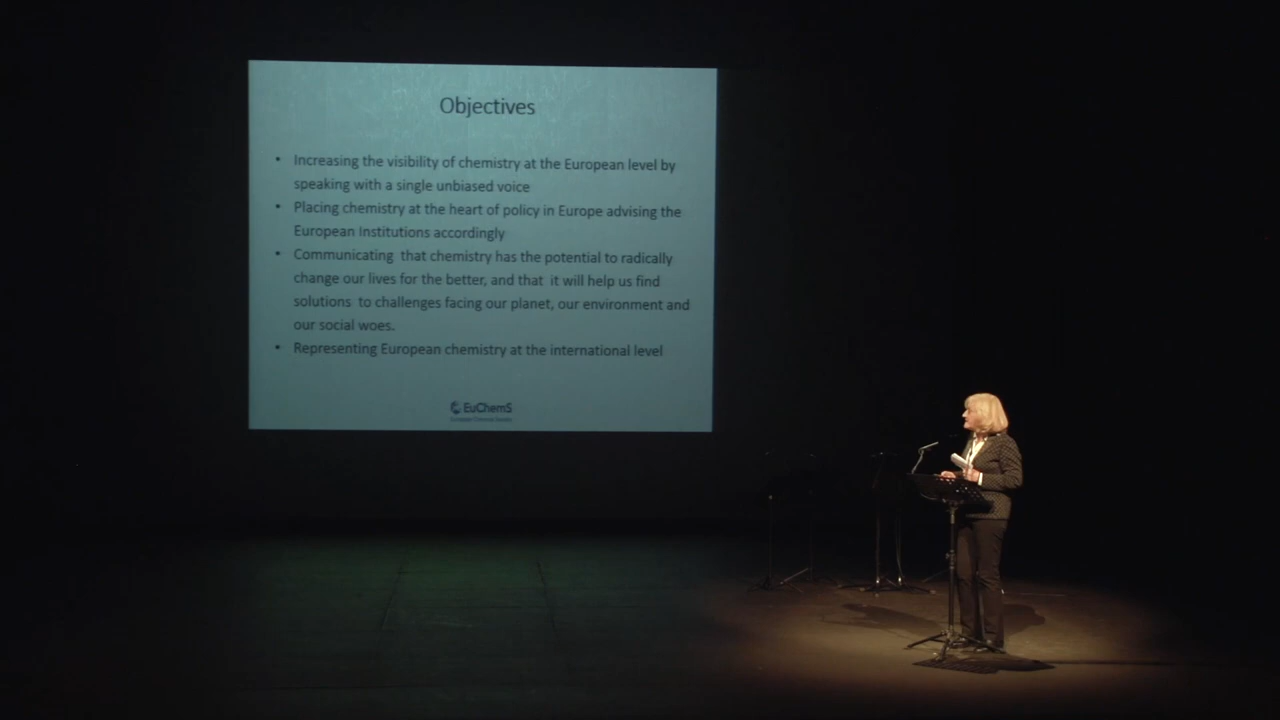 Objectives
• Increasing the visibility of chemistry at the European level by
speaking with a single unbiased voice
• Placing chemistry at the heart of policy in Europe advising the
European Institutions accordingly
• Communicating that chemistry has the potential to radically
change our lives for the better, and that it will help us find
solutions to challenges facing our planet, our environment and
our social woes.
• Representing European chemistry at the international level
EuChemS
European Chemical Society